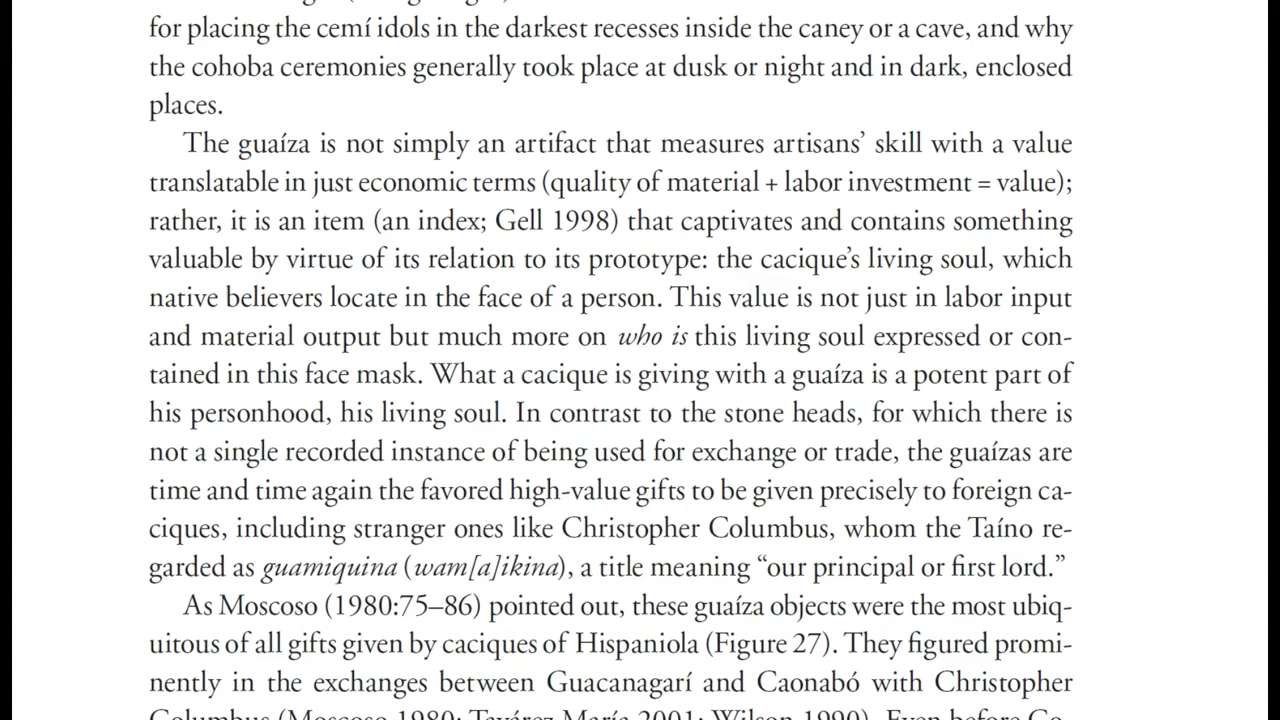 for placing the cemí idols in the darkest recesses inside the caney or a cave, and why
the cohoba ceremonies generally took place at dusk or night and in dark, enclosed
places.
The guaíza is not simply an artifact that measures artisans’ skill with a value
translatable in just economic terms (quality of material + labor investment = value);
rather, it is an item (an index; Gell 1998) that captivates and contains something
valuable by virtue of its relation to its prototype: the cacique’s living soul, which
native believers locate in the face of a person. This value is not just in labor input
and material output but much more on who is this living soul expressed or con-
tained in this face mask. What a cacique is giving with a guaíza is a potent part of
his personhood, his living soul. In contrast to the stone heads, for which there is
not a single recorded instance of being used for exchange or trade, the guaízas are
time and time again the favored high-value gifts to be given precisely to foreign ca-
ciques, including stranger ones like Christopher Columbus, whom the Taíno re-
garded as guamiquina (wam[a]ikina), a title meaning “our principal or first lord.”
As Moscoso (1980:75–86) pointed out, these guaíza objects were the most ubiq-
uitous of all gifts given by caciques of Hispaniola (Figure 27). They figured promi-
nently in the exchanges between Guacanagarí and Caonabó with Christopher
Columbus (Moscoso 1980; Tavárez María 2001; Wilson 1990). Even before Co-